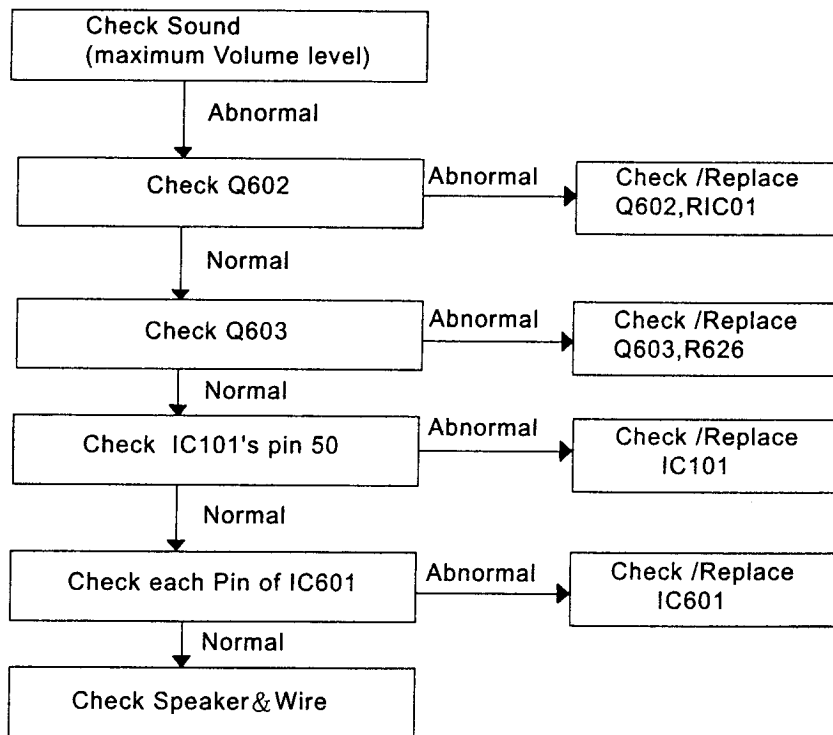 Check Sound
(maximum Volume level)
Abnormal
Check Q602
Abnormal
Check /Replace
Q602,RIC01
Normal
Check Q603
Abnormal
Check /Replace
Q603,R626
Normal
Check IC101's pin 50
Abnormal
Check /Replace
IC101
Normal
Check each Pin of IC601
Abnormal
Check /Replace
IC601
Normal
Check Speaker&Wire